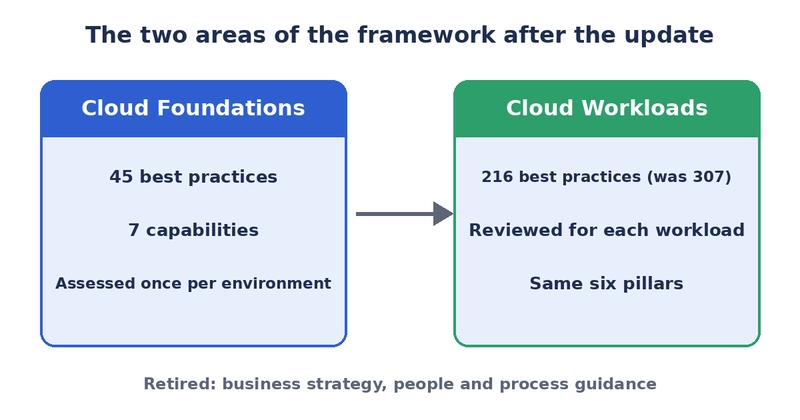 The two areas of the framework after the update
Cloud Foundations
45 best practices
7 capabilities
Assessed once per environment
Cloud Workloads
216 best practices (was 307)
Reviewed for each workload
Same six pillars
Retired: business strategy, people and process guidance